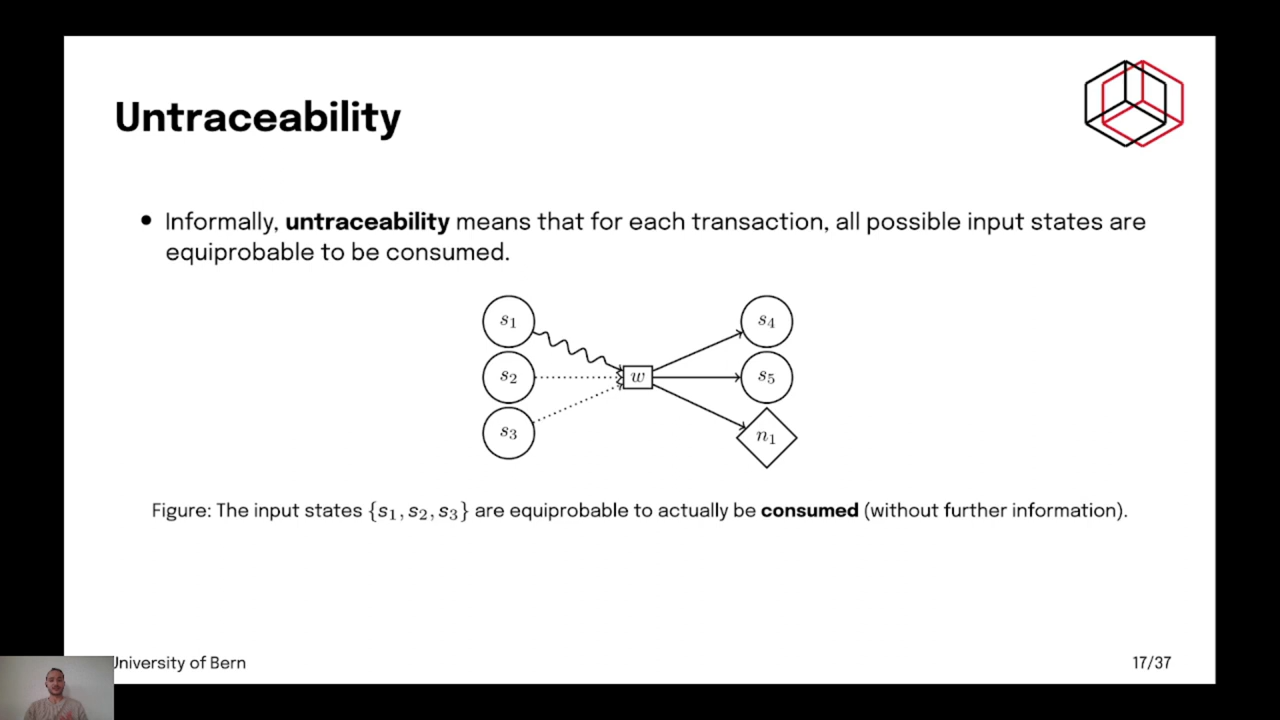 Untraceability
• Informally, untraceability means that for each transaction, all possible input states are
equiprobable to be consumed.
s₁
s₂
s₃
w
s₄
s₅
n₁
Figure: The input states {s₁, s₂, s₃} are equiprobable to actually be consumed (without further information).
University of Bern
17/37